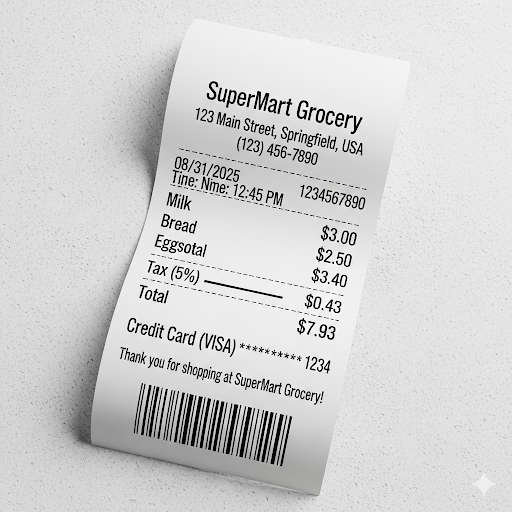 SuperMart Grocery
123 Main Street, Springfield, USA
(123) 456-7890
08/31/2025
Tine: Nme: 12:45 PM 1234567890
Milk $3.00
Bread $2.50
Eggsotal $3.40
Tax (5%) $0.43
Total $7.93
Credit Card (VISA) ********** 1234
Thank you for shopping at SuperMart Grocery!